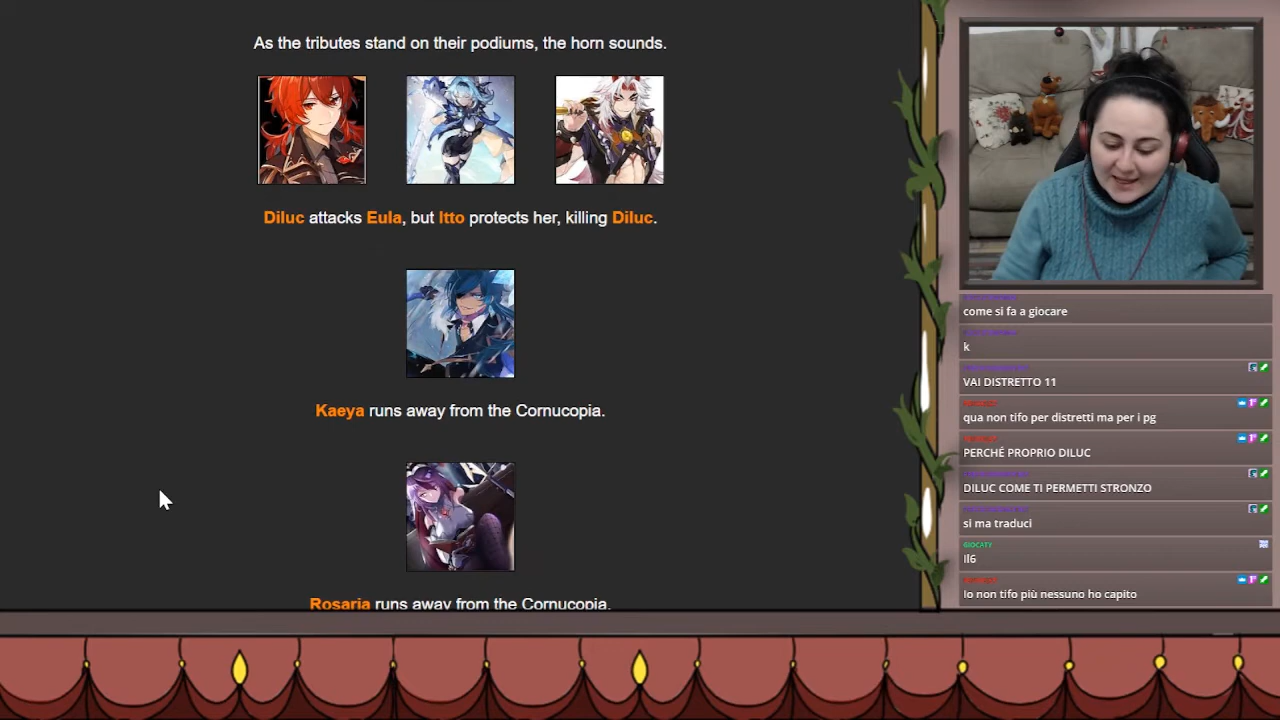 As the tributes stand on their podiums, the horn sounds.
Diluc attacks Eula, but Itto protects her, killing Diluc.
Kaeya runs away from the Cornucopia.
Rosaria runs away from the Cornucopia.
come si fa a giocare
k
VAI DISTRETTO 11
qua non tifo per distretti ma per i pg
PERCHÉ PROPRIO DILUC
DILUC COME TI PERMETTI STRONZO
si ma traduci
GIOCATY
Il6
Io non tifo più nessuno ho capito